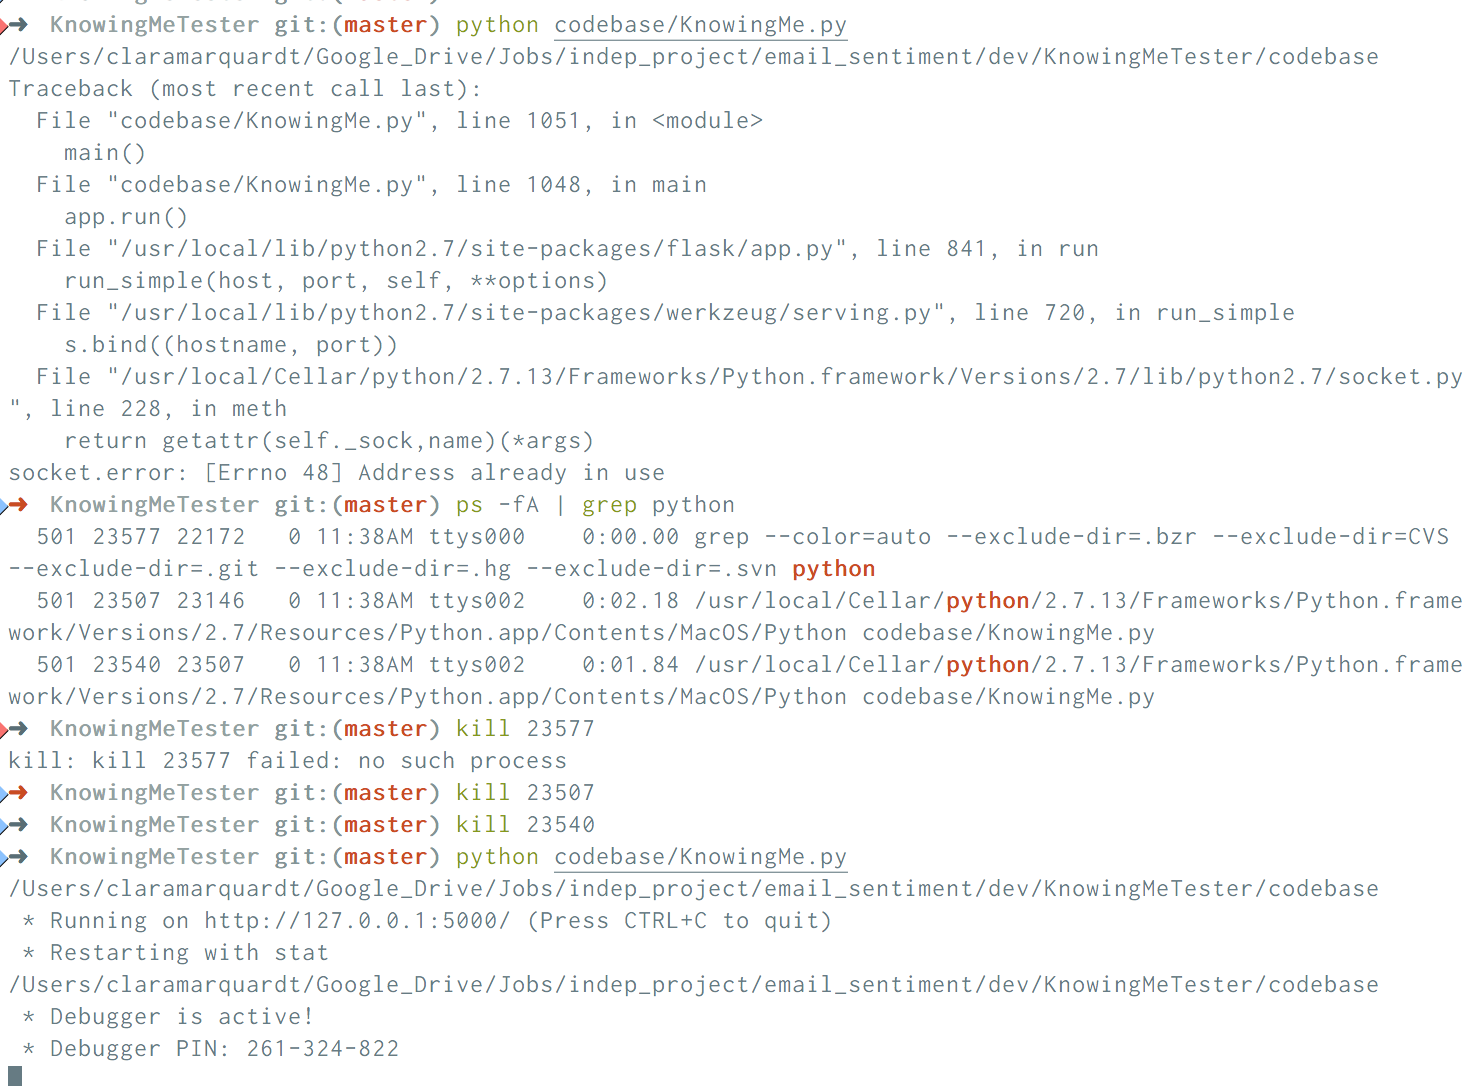 ➜  KnowingMeTester git:(master) python codebase/KnowingMe.py
/Users/claramarquardt/Google_Drive/Jobs/indep_project/email_sentiment/dev/KnowingMeTester/codebase
Traceback (most recent call last):
  File "codebase/KnowingMe.py", line 1051, in <module>
    main()
  File "codebase/KnowingMe.py", line 1048, in main
    app.run()
  File "/usr/local/lib/python2.7/site-packages/flask/app.py", line 841, in run
    run_simple(host, port, self, **options)
  File "/usr/local/lib/python2.7/site-packages/werkzeug/serving.py", line 720, in run_simple
    s.bind((hostname, port))
  File "/usr/local/Cellar/python/2.7.13/Frameworks/Python.framework/Versions/2.7/lib/python2.7/socket.py
", line 228, in meth
    return getattr(self._sock,name)(*args)
socket.error: [Errno 48] Address already in use
➜  KnowingMeTester git:(master) ps -fA | grep python
  501 23577 22172   0 11:38AM ttys000    0:00.00 grep --color=auto --exclude-dir=.bzr --exclude-dir=CVS
--exclude-dir=.git --exclude-dir=.hg --exclude-dir=.svn python
  501 23507 23146   0 11:38AM ttys002    0:02.18 /usr/local/Cellar/python/2.7.13/Frameworks/Python.frame
work/Versions/2.7/Resources/Python.app/Contents/MacOS/Python codebase/KnowingMe.py
  501 23540 23507   0 11:38AM ttys002    0:01.84 /usr/local/Cellar/python/2.7.13/Frameworks/Python.frame
work/Versions/2.7/Resources/Python.app/Contents/MacOS/Python codebase/KnowingMe.py
➜  KnowingMeTester git:(master) kill 23577
kill: kill 23577 failed: no such process
➜  KnowingMeTester git:(master) kill 23507
➜  KnowingMeTester git:(master) kill 23540
➜  KnowingMeTester git:(master) python codebase/KnowingMe.py
/Users/claramarquardt/Google_Drive/Jobs/indep_project/email_sentiment/dev/KnowingMeTester/codebase
 * Running on http://127.0.0.1:5000/ (Press CTRL+C to quit)
 * Restarting with stat
/Users/claramarquardt/Google_Drive/Jobs/indep_project/email_sentiment/dev/KnowingMeTester/codebase
 * Debugger is active!
 * Debugger PIN: 261-324-822